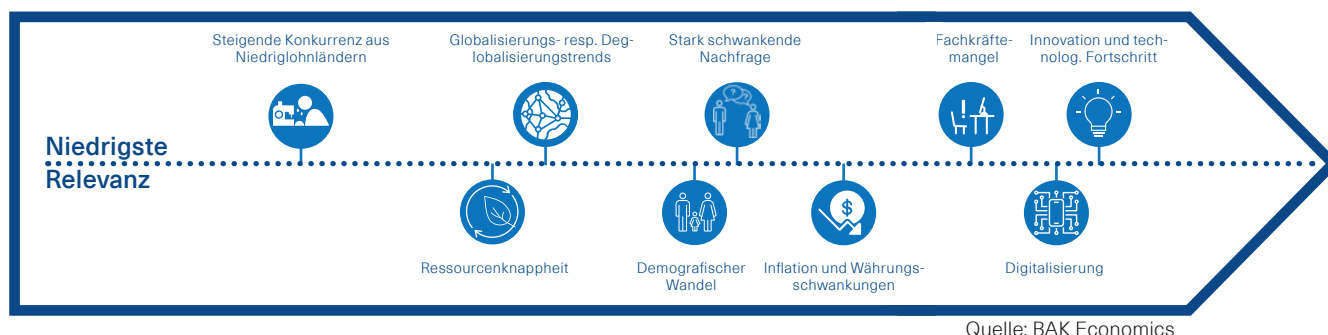 Steigende Konkurrenz aus
Niedriglohnländern
Globalisierungs- resp. Deg-
lobalisierungstrends
Stark schwankende
Nachfrage
Fachkräfte-
mangel
Innovation und tech-
nolog. Fortschritt
Niedrigste
Relevanz
Ressourcenknappheit
Demografischer
Wandel
Inflation und Währungs-
schwankungen
Digitalisierung
Quelle: BAK Economics